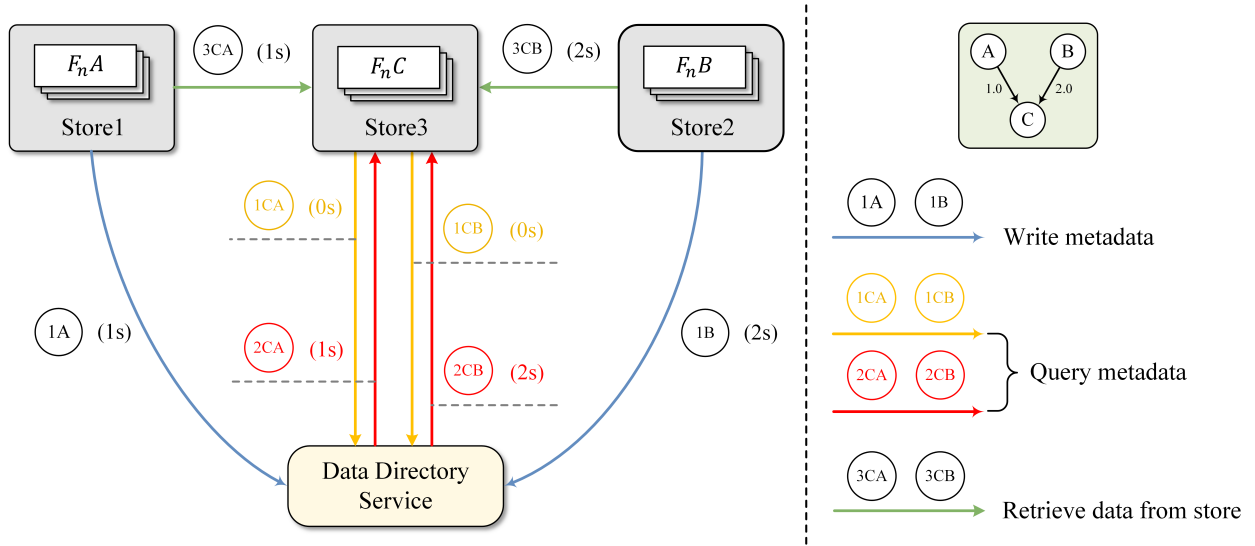 3CA (1s)
3CB (2s)
FₙA
FₙC
FₙB
Store1
Store3
Store2
1CA (0s)
1CB (0s)
1A (1s)
2CA (1s)
2CB (2s)
1B (2s)
Data Directory
Service
A B
1.0 2.0
C
1A 1B
Write metadata
1CA 1CB
2CA 2CB
Query metadata
3CA 3CB
Retrieve data from store